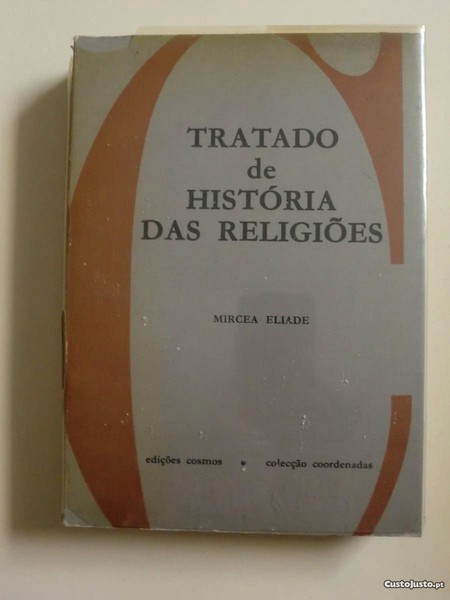 TRATADO
de
HISTÓRIA
DAS RELIGIÕES
MIRCEA ELIADE
edições cosmos • colecção coordenadas
CustoJusto.pt